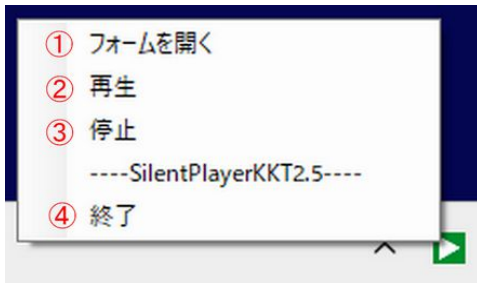 ① フォームを開く
② 再生
③ 停止
----SilentPlayerKKT2.5----
④ 終了